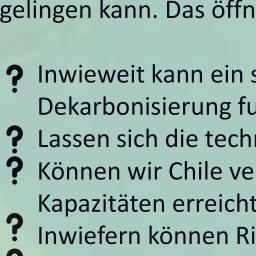 gelingen kann. Das öffn
? Inwieweit kann ein s
Dekarbonisierung fu
? Lassen sich die techn
? Können wir Chile ve
Kapazitäten erreicht
? Inwiefern können Ri